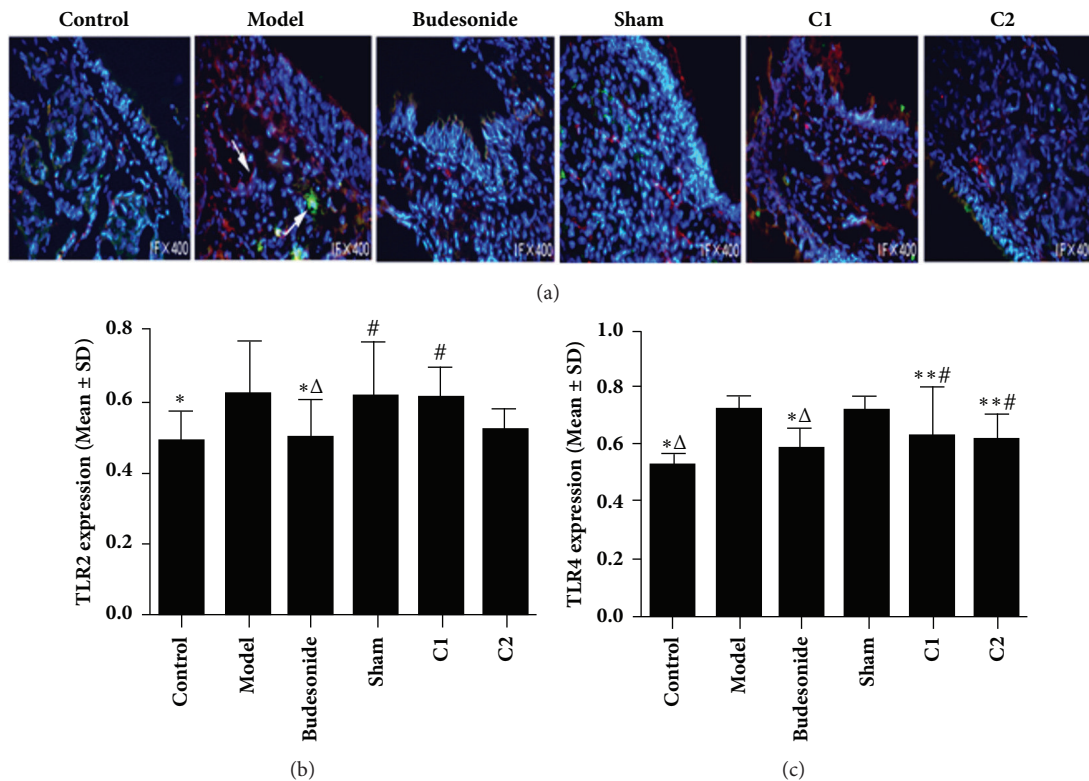 Control Model Budesonide Sham C1 C2
IF×400 IF×400 IF×400 IF×400 IF×400 IF×400
(a)
TLR2 expression (Mean ± SD)
0.8
0.6
0.4
0.2
0.0
*
*Δ
#
#
Control
Model
Budesonide
Sham
C1
C2
(b)
TLR4 expression (Mean ± SD)
1.0
0.8
0.6
0.4
0.2
0.0
*Δ
*Δ
**#
**#
Control
Model
Budesonide
Sham
C1
C2
(c)